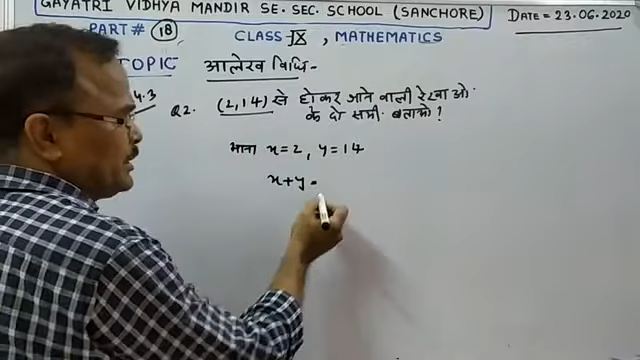 GAYATRI VIDHYA MANDIR SE. SEC. SCHOOL (SANCHORE)
DATE = 23.06.2020
PART # 18
CLASS IX, MATHEMATICS
TOPIC आलेख विधि -
4.3
Q2. (2,14) से होकर जाने वाली रेखाओं
के दो समी. बताओ?
माना x=2, y=14
x+y =